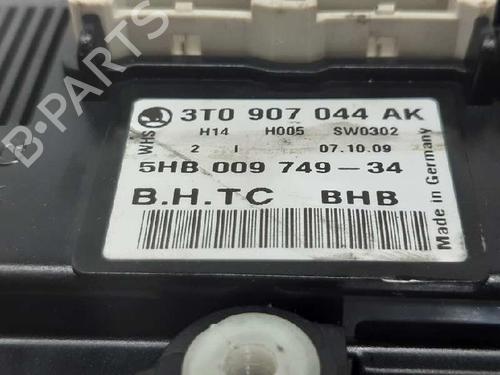 3T0 907 044 AK
WHS
H14 H005 SW0302
2 I 07.10.09
5HB 009 749-34
B.H.TC BHB
Made in Germany
B-PARTS